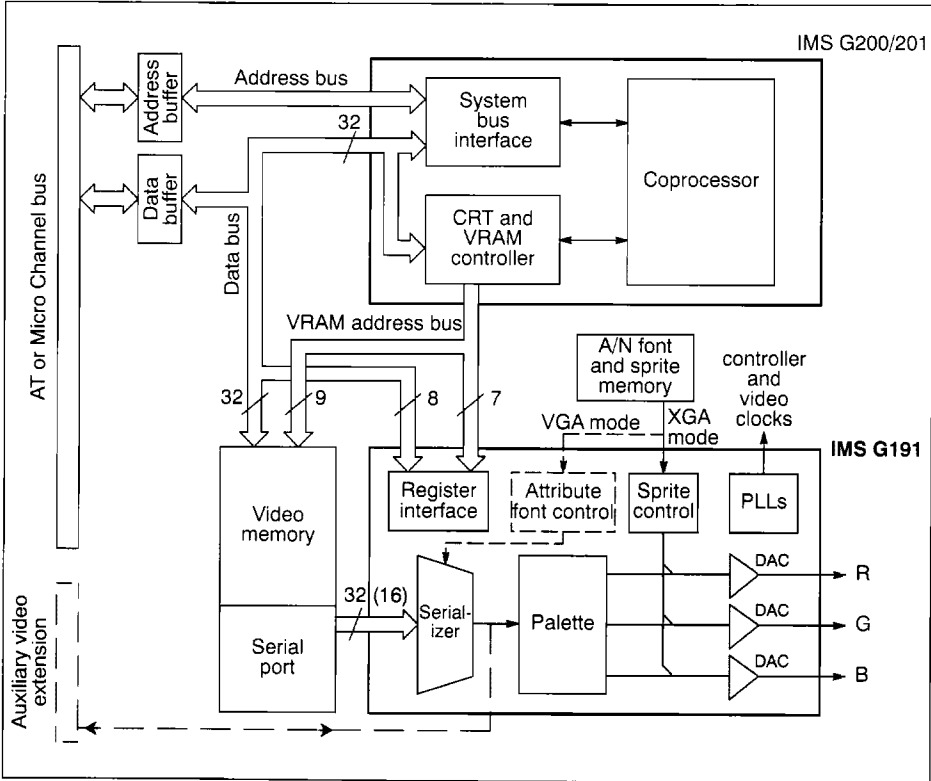 IMS G200/201
AT or Micro Channel bus
Address
buffer
Address bus
32
System
bus
interface
Coprocessor
Data
buffer
Data bus
CRT and
VRAM
controller
VRAM address bus
A/N font
and sprite
memory
controller
and
video
clocks
32
9
8
7
VGA mode
XGA
mode
IMS G191
Video
memory
Register
interface
Attribute
font control
Sprite
control
PLLs
Auxiliary video
extension
Serial
port
32 (16)
Serial-
izer
Palette
DAC
R
DAC
G
DAC
B